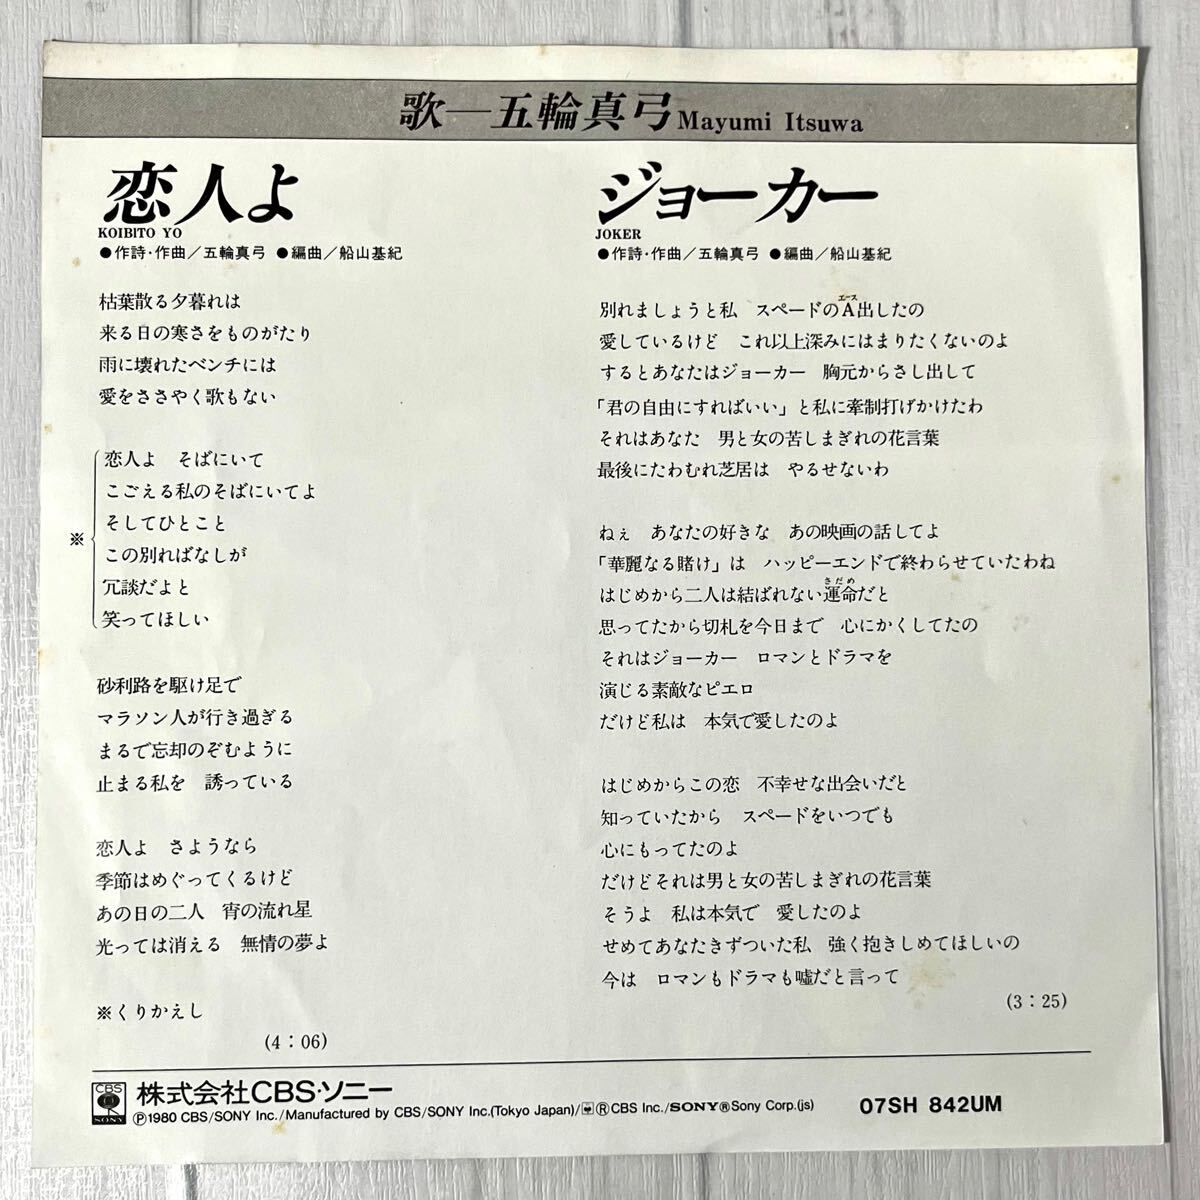 歌—五輪真弓 Mayumi Itsuwa
恋人よ
KOIBITO YO
●作詩・作曲／五輪真弓 ●編曲／船山基紀
枯葉散る夕暮れは
来る日の寒さをものがたり
雨に壊れたベンチには
愛をささやく歌もない
恋人よ　そばにいて
こごえる私のそばにいてよ
そしてひとこと
※ この別ればなしが
冗談だよと
笑ってほしい
砂利路を駆け足で
マラソン人が行き過ぎる
まるで忘却のぞむように
止まる私を　誘っている
恋人よ　さようなら
季節はめぐってくるけど
あの日の二人　宵の流れ星
光っては消える　無情の夢よ
※くりかえし
(4：06)
ジョーカー
JOKER
●作詩・作曲／五輪真弓 ●編曲／船山基紀
エース
別れましょうと私　スペードのA出したの
愛しているけど　これ以上深みにはまりたくないのよ
するとあなたはジョーカー　胸元からさし出して
「君の自由にすればいい」と私に牽制打げかけたわ
それはあなた　男と女の苦しまぎれの花言葉
最後にたわむれ芝居は　やるせないわ
ねぇ　あなたの好きな　あの映画の話してよ
「華麗なる賭け」は　ハッピーエンドで終わらせていたわね
さだめ
はじめから二人は結ばれない運命だと
思ってたから切札を今日まで　心にかくしてたの
それはジョーカー　ロマンとドラマを
演じる素敵なピエロ
だけど私は　本気で愛したのよ
はじめからこの恋　不幸せな出会いだと
知っていたから　スペードをいつでも
心にもってたのよ
だけどそれは男と女の苦しまぎれの花言葉
そうよ　私は本気で　愛したのよ
せめてあなたきずついた私　強く抱きしめてほしいの
今は　ロマンもドラマも嘘だと言って
(3：25)
CBS
SONY
株式会社CBS・ソニー
Ⓟ1980 CBS/SONY Inc./Manufactured by CBS/SONY Inc.(Tokyo Japan)/ ®CBS Inc./SONY®Sony Corp.(js)
07SH 842UM